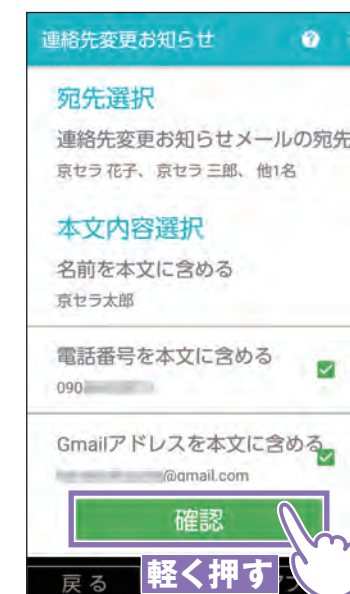 連絡先変更お知らせ
宛先選択
連絡先変更お知らせメールの宛先
京セラ 花子、京セラ 三郎、他1名
本文内容選択
名前を本文に含める
京セラ太郎
電話番号を本文に含める
090
Gmailアドレスを本文に含める
@gmail.com
確認
戻る
軽く押す